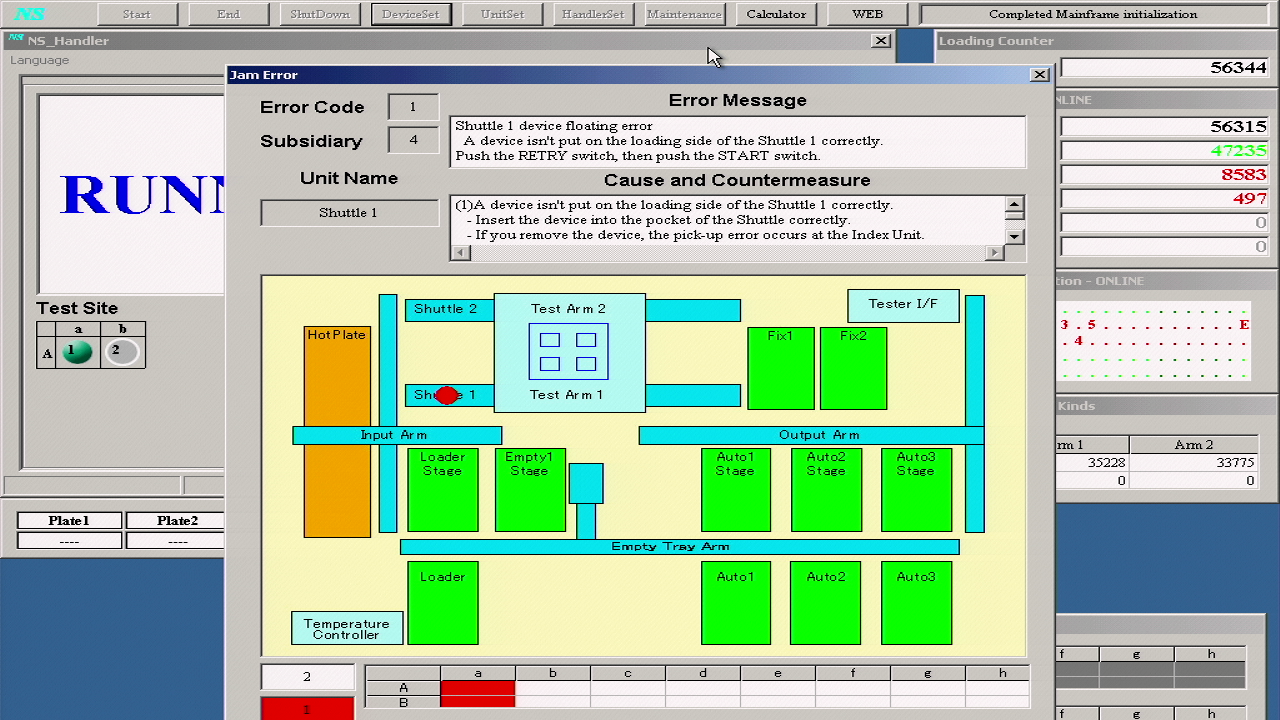 NS Start End ShutDown DeviceSet UnitSet HandlerSet Maintenance Calculator WEB Completed Mainframe initialization
NS NS_Handler
Loading Counter
Language
56344
Jam Error
NLINE
Error Code 1
Error Message
Subsidiary 4
Shuttle 1 device floating error
A device isn't put on the loading side of the Shuttle 1 correctly.
Push the RETRY switch, then push the START switch.
56315
47235
8583
497
0
0
Unit Name
Shuttle 1
Cause and Countermeasure
(1)A device isn't put on the loading side of the Shuttle 1 correctly.
- Insert the device into the pocket of the Shuttle correctly.
- If you remove the device, the pick-up error occurs at the Index Unit.
RUNN
tion - ONLINE
3 . 5 . . . . . . . . E
. 4 . . . . . . . . . .
Test Site
a b
A 1 2
Shuttle 2
Test Arm 2
Tester I/F
HotPlate
Fix1
Fix2
Shuttle 1
Test Arm 1
Input Arm
Output Arm
Kinds
rm 1 Arm 2
35228 33775
0 0
Loader Stage
Empty1 Stage
Auto1 Stage
Auto2 Stage
Auto3 Stage
Plate1 Plate2
---- ----
Empty Tray Arm
Loader
Auto1
Auto2
Auto3
Temperature
Controller
2
1
a b c d e f g h
A
B
f g h
f g h